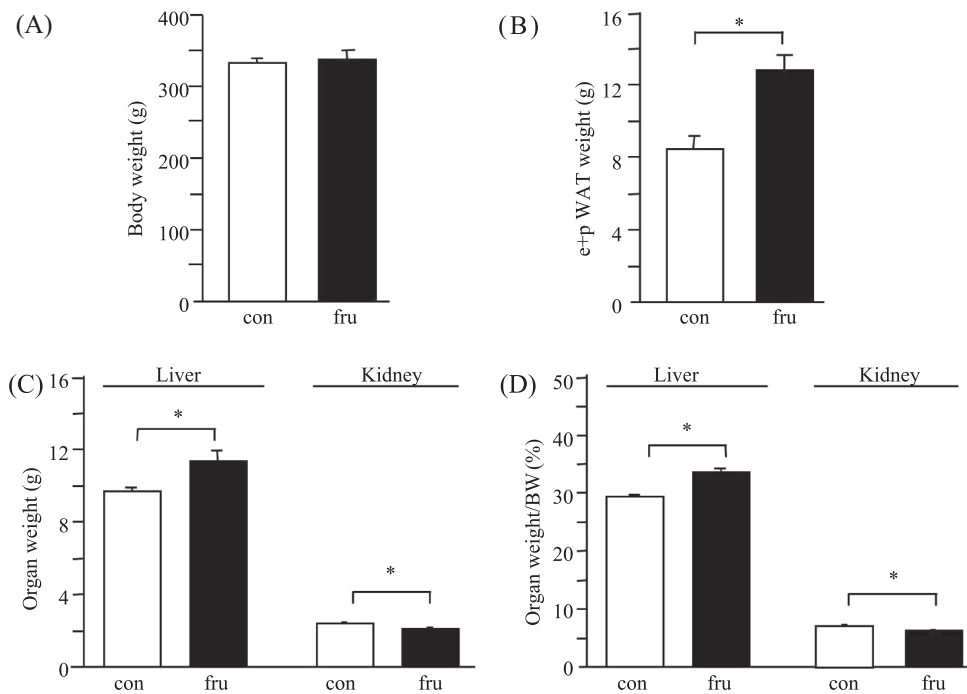 (A)
Body weight (g)
400
300
200
100
0
con fru
(B)
e+p WAT weight (g)
16
12
8
4
0
*
con fru
(C)
Organ weight (g)
16
12
8
4
0
Liver Kidney
*
*
con fru con fru
(D)
Organ weight/BW (%)
50
40
30
20
10
0
Liver Kidney
*
*
con fru con fru